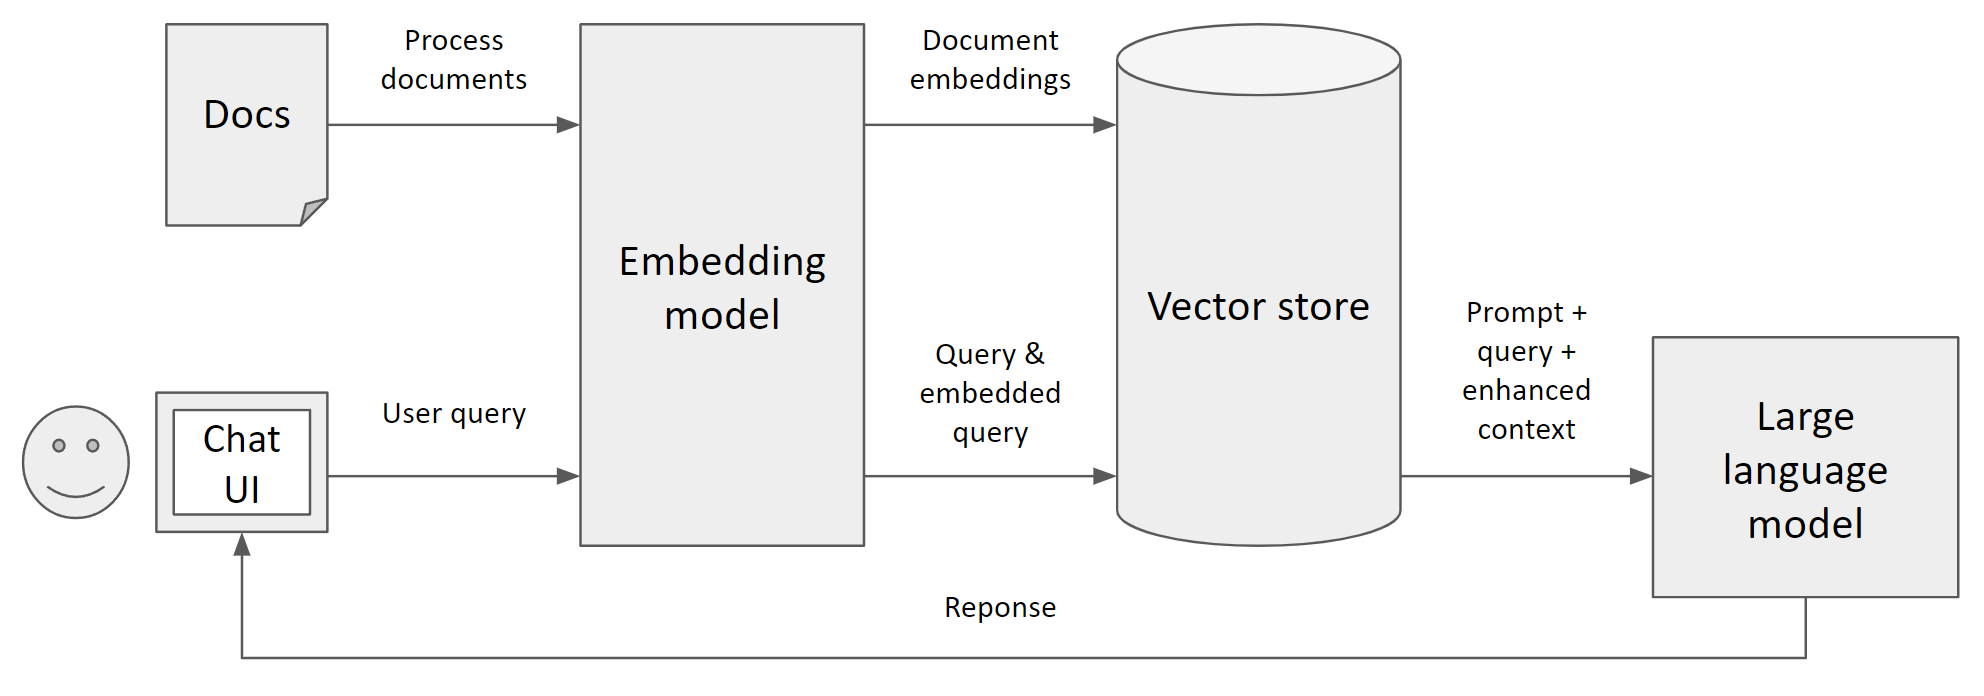 Process
documents
Document
embeddings
Docs
Embedding
model
Vector store
Prompt +
query +
enhanced
context
Query &
embedded
query
User query
Chat
UI
Large
language
model
Reponse